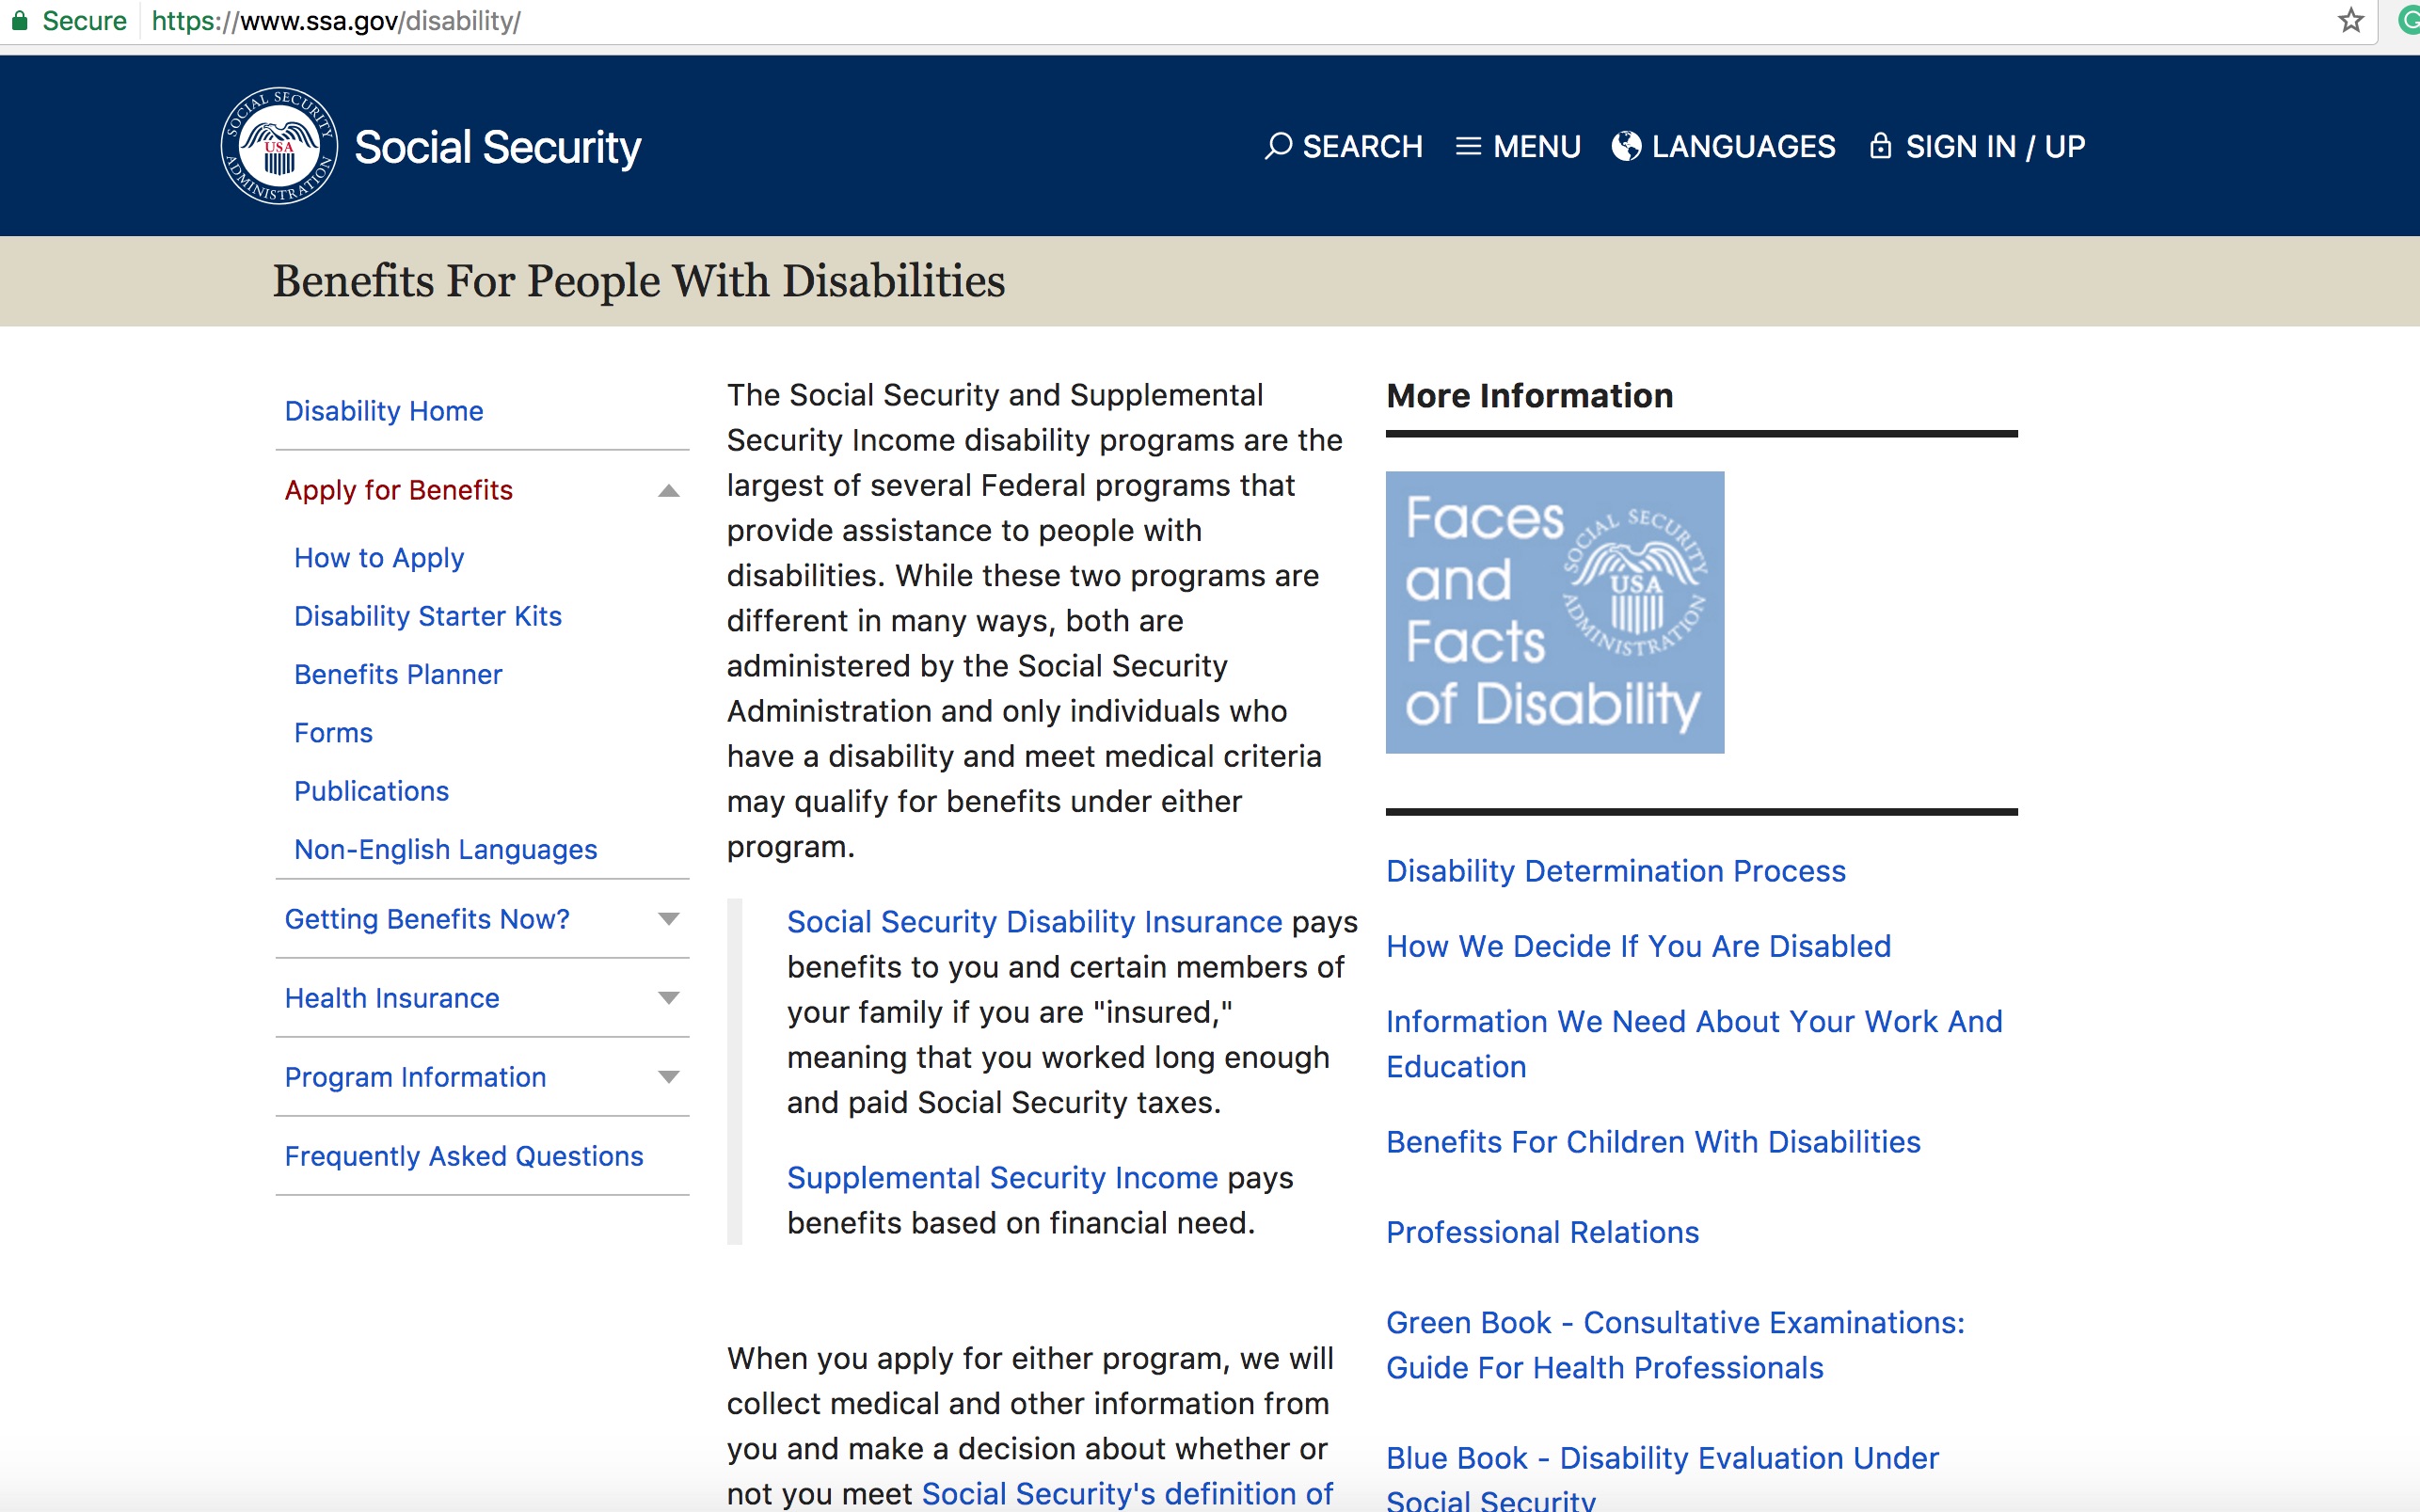 Secure https://www.ssa.gov/disability/
SOCIAL SECURITY ADMINISTRATION
USA
Social Security
SEARCH MENU LANGUAGES SIGN IN / UP
Benefits For People With Disabilities
Disability Home
Apply for Benefits
How to Apply
Disability Starter Kits
Benefits Planner
Forms
Publications
Non-English Languages
Getting Benefits Now?
Health Insurance
Program Information
Frequently Asked Questions
The Social Security and Supplemental
Security Income disability programs are the
largest of several Federal programs that
provide assistance to people with
disabilities. While these two programs are
different in many ways, both are
administered by the Social Security
Administration and only individuals who
have a disability and meet medical criteria
may qualify for benefits under either
program.
Social Security Disability Insurance pays
benefits to you and certain members of
your family if you are "insured,"
meaning that you worked long enough
and paid Social Security taxes.
Supplemental Security Income pays
benefits based on financial need.
When you apply for either program, we will
collect medical and other information from
you and make a decision about whether or
not you meet Social Security's definition of
More Information
Faces
and
Facts
of Disability
SOCIAL SECURITY ADMINISTRATION
USA
Disability Determination Process
How We Decide If You Are Disabled
Information We Need About Your Work And
Education
Benefits For Children With Disabilities
Professional Relations
Green Book - Consultative Examinations:
Guide For Health Professionals
Blue Book - Disability Evaluation Under
Social Security